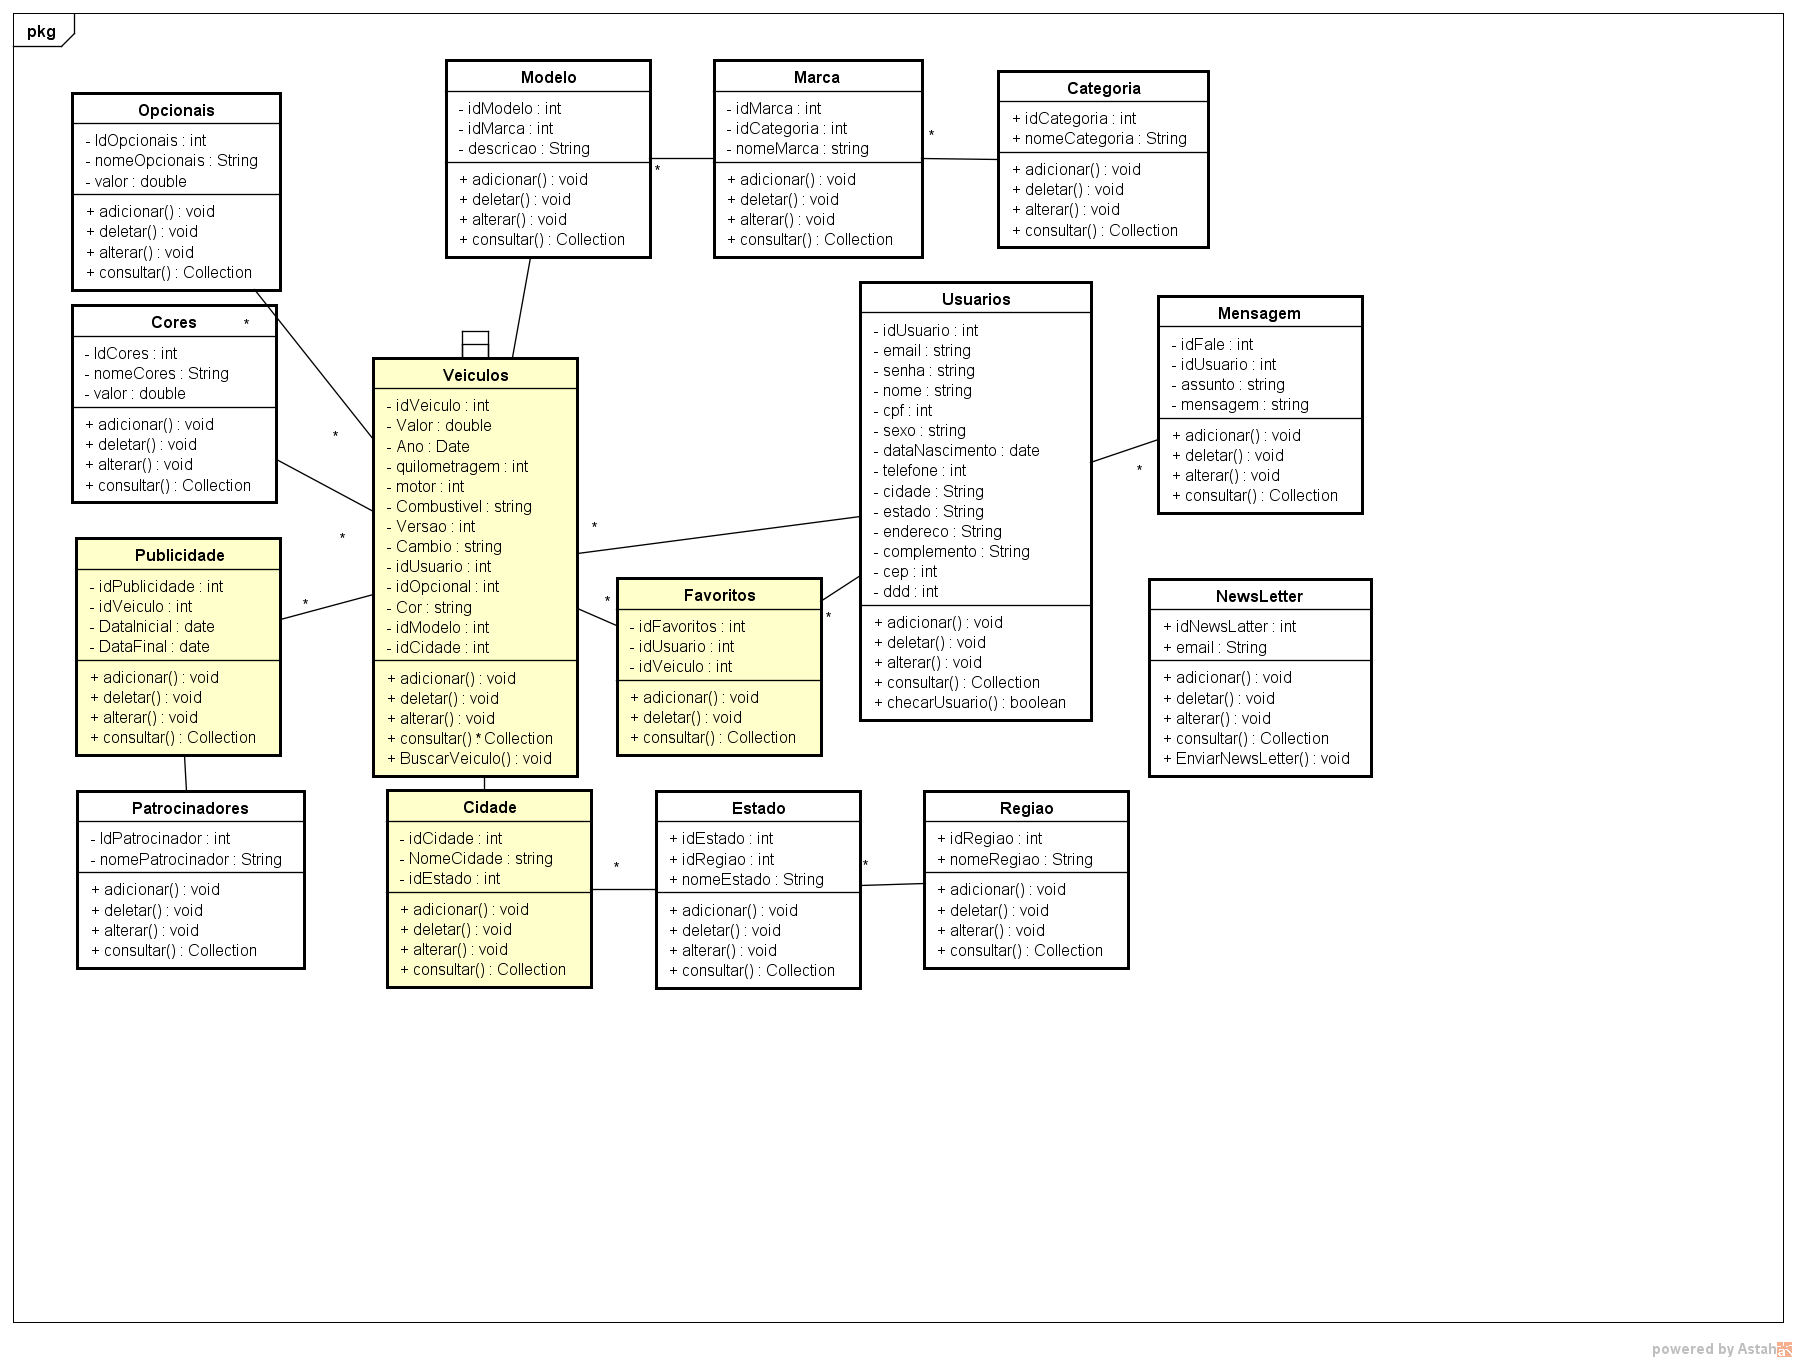 pkg
Opcionais
- IdOpcionais : int
- nomeOpcionais : String
- valor : double
+ adicionar() : void
+ deletar() : void
+ alterar() : void
+ consultar() : Collection
*
*
Modelo
- idModelo : int
- idMarca : int
- descricao : String
+ adicionar() : void
+ deletar() : void
+ alterar() : void
+ consultar() : Collection
*
Marca
- idMarca : int
- idCategoria : int
- nomeMarca : string
+ adicionar() : void
+ deletar() : void
+ alterar() : void
+ consultar() : Collection
*
Categoria
+ idCategoria : int
+ nomeCategoria : String
+ adicionar() : void
+ deletar() : void
+ alterar() : void
+ consultar() : Collection
Cores
- IdCores : int
- nomeCores : String
- valor : double
+ adicionar() : void
+ deletar() : void
+ alterar() : void
+ consultar() : Collection
*
Veiculos
- idVeiculo : int
- Valor : double
- Ano : Date
- quilometragem : int
- motor : int
- Combustivel : string
- Versao : int
- Cambio : string
- idUsuario : int
- idOpcional : int
- Cor : string
- idModelo : int
- idCidade : int
+ adicionar() : void
+ deletar() : void
+ alterar() : void
+ consultar() : Collection
*
+ BuscarVeiculo() : void
*
*
Usuarios
- idUsuario : int
- email : string
- senha : string
- nome : string
- cpf : int
- sexo : string
- dataNascimento : date
- telefone : int
- cidade : String
- estado : String
- endereco : String
- complemento : String
- cep : int
- ddd : int
+ adicionar() : void
+ deletar() : void
+ alterar() : void
+ consultar() : Collection
+ checarUsuario() : boolean
*
Mensagem
- idFale : int
- idUsuario : int
- assunto : string
- mensagem : string
+ adicionar() : void
+ deletar() : void
+ alterar() : void
+ consultar() : Collection
Publicidade
- idPublicidade : int
- idVeiculo : int
- DataInicial : date
- DataFinal : date
+ adicionar() : void
+ deletar() : void
+ alterar() : void
+ consultar() : Collection
*
Favoritos
- idFavoritos : int
- idUsuario : int
- idVeiculo : int
+ adicionar() : void
+ deletar() : void
+ consultar() : Collection
*
NewsLetter
+ idNewsLatter : int
+ email : String
+ adicionar() : void
+ deletar() : void
+ alterar() : void
+ consultar() : Collection
+ EnviarNewsLetter() : void
Patrocinadores
- IdPatrocinador : int
- nomePatrocinador : String
+ adicionar() : void
+ deletar() : void
+ alterar() : void
+ consultar() : Collection
Cidade
- idCidade : int
- NomeCidade : string
- idEstado : int
+ adicionar() : void
+ deletar() : void
+ alterar() : void
+ consultar() : Collection
*
Estado
+ idEstado : int
+ idRegiao : int
+ nomeEstado : String
+ adicionar() : void
+ deletar() : void
+ alterar() : void
+ consultar() : Collection
*
Regiao
+ idRegiao : int
+ nomeRegiao : String
+ adicionar() : void
+ deletar() : void
+ alterar() : void
+ consultar() : Collection
powered by Astah